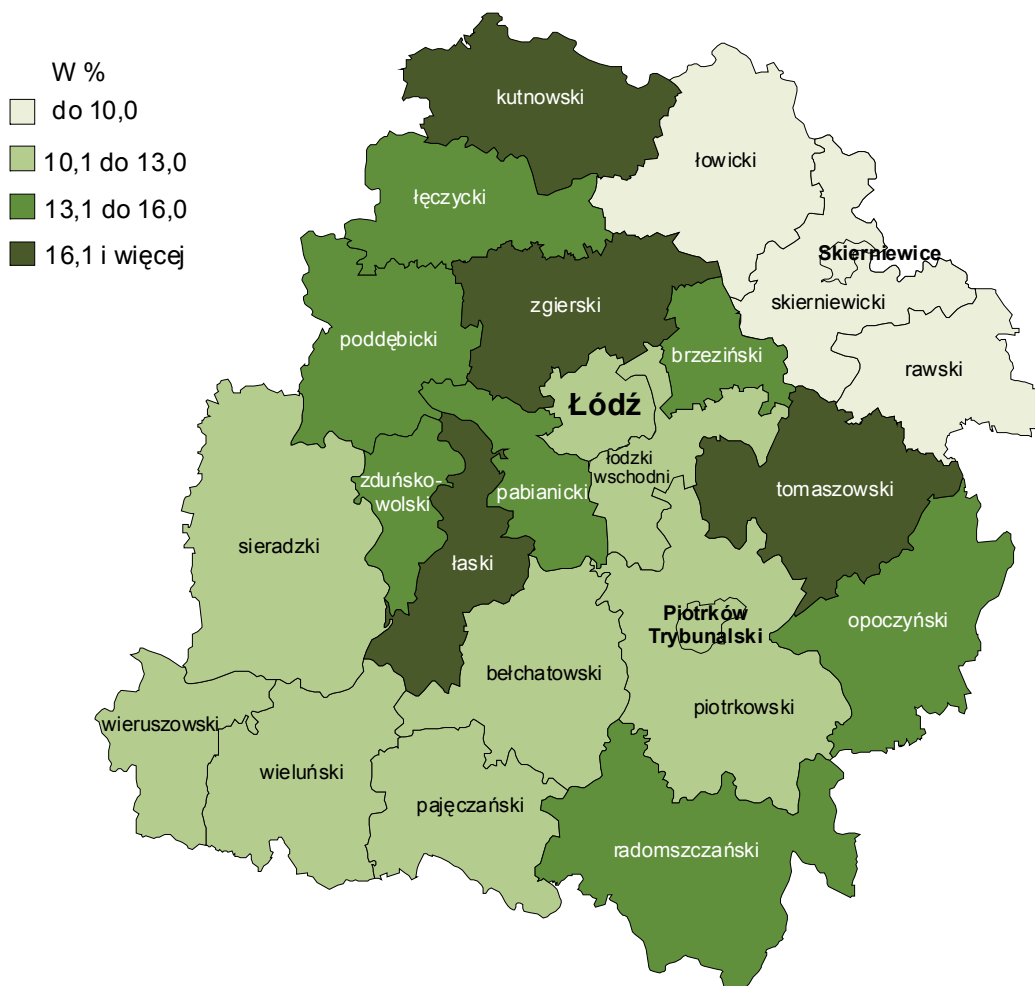 W %
do 10,0
10,1 do 13,0
13,1 do 16,0
16,1 i więcej
kutnowski
łowicki
łęczycki
Skierniewice
skierniewicki
zgierski
poddębicki
brzeziński
rawski
Łódź
łódzki
wschodni
zduńsko-
wolski
pabianicki
tomaszowski
sieradzki
łaski
Piotrków
Trybunalski
opoczyński
bełchatowski
piotrkowski
wieruszowski
wieluński
pajęczański
radomszczański